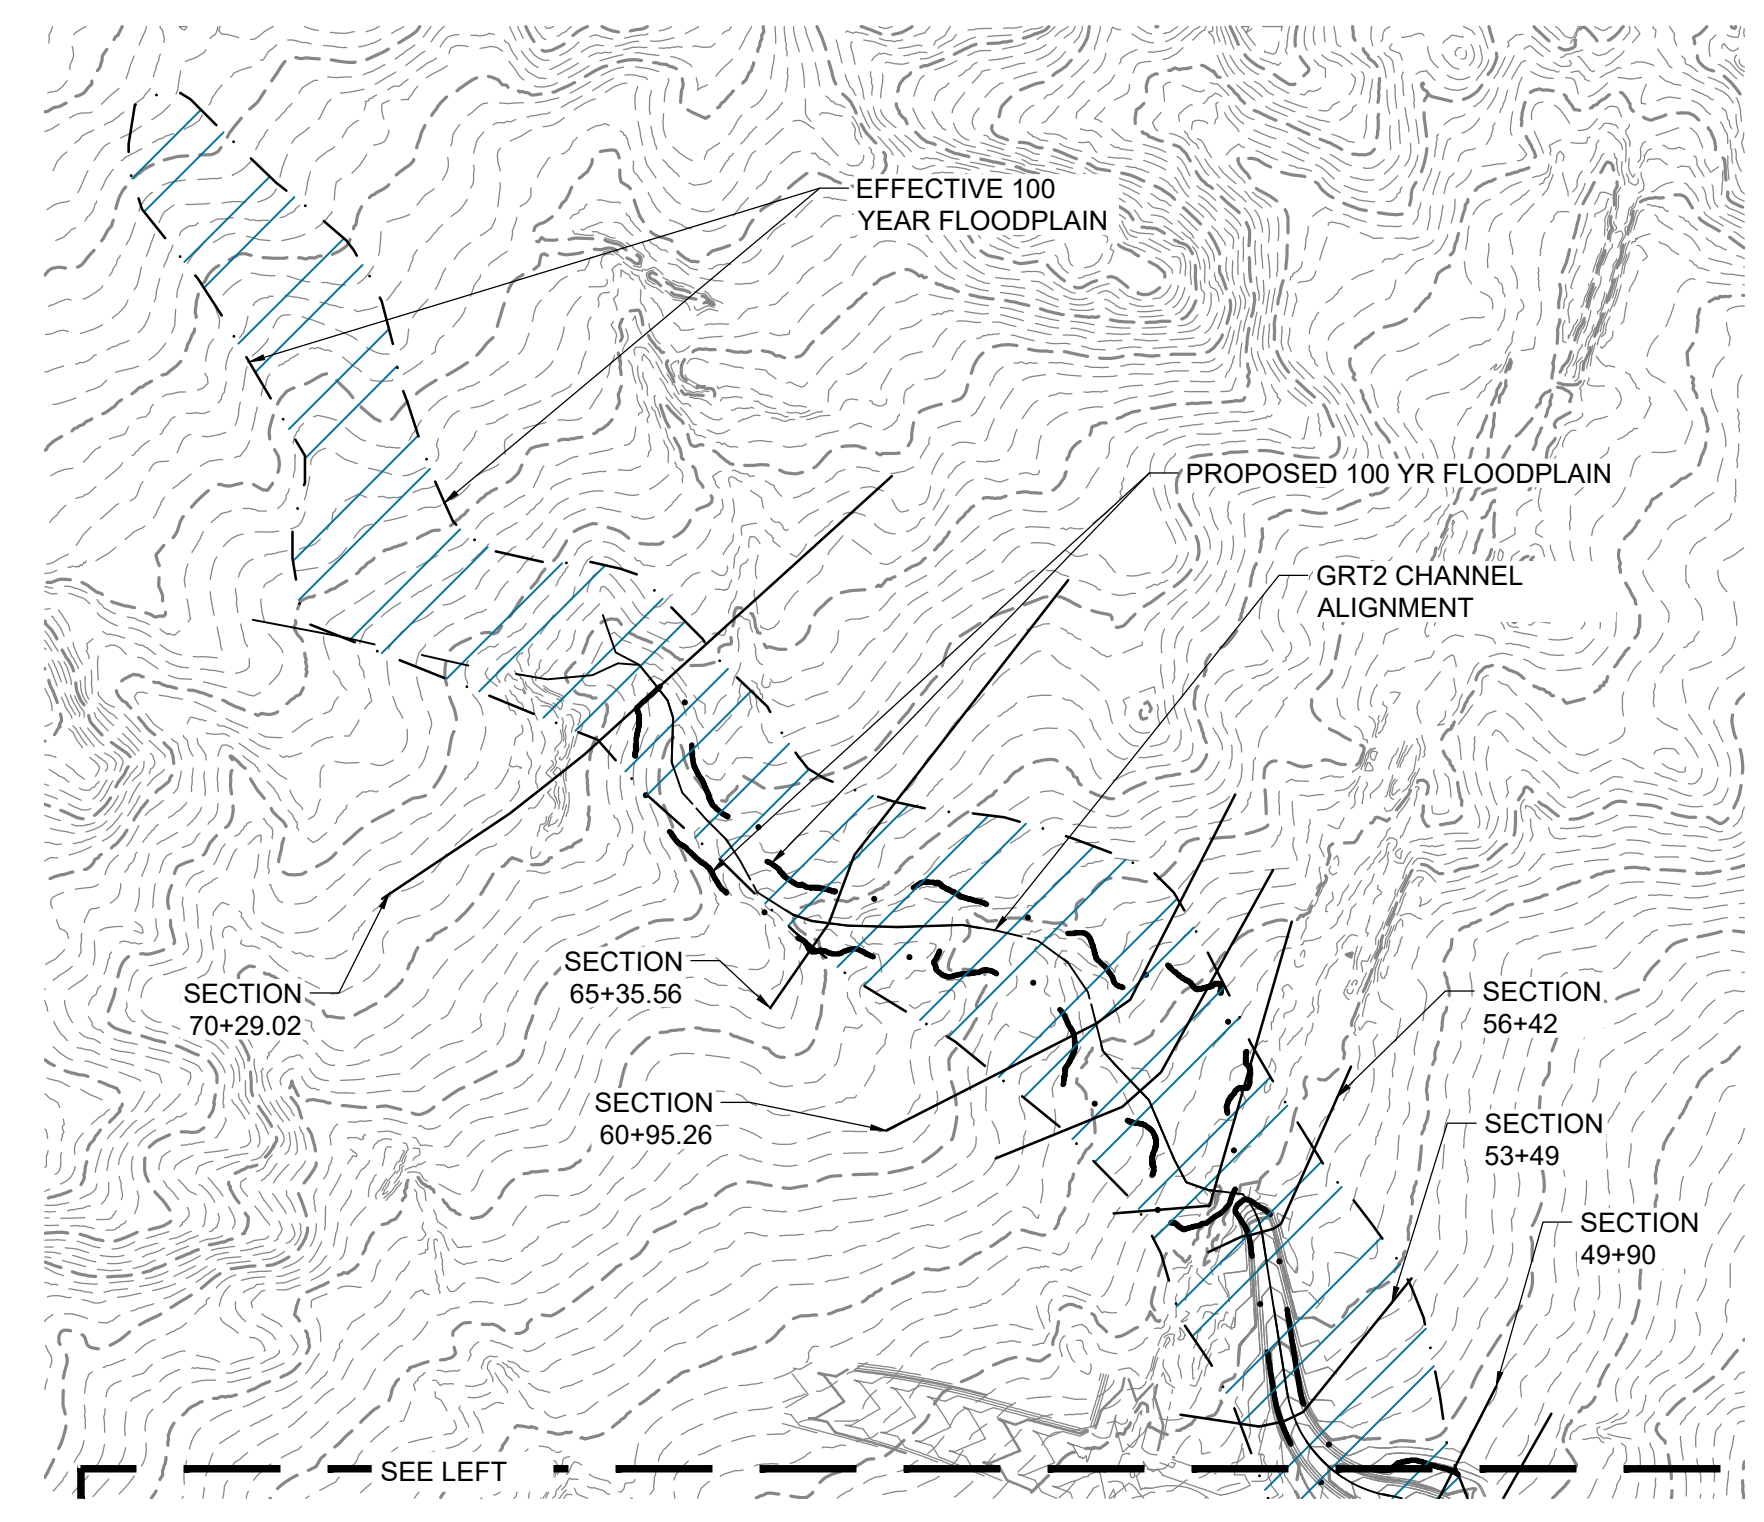 EFFECTIVE 100
YEAR FLOODPLAIN
PROPOSED 100 YR FLOODPLAIN
GRT2 CHANNEL
ALIGNMENT
SECTION
70+29.02
SECTION
65+35.56
SECTION
60+95.26
SECTION
56+42
SECTION
53+49
SECTION
49+90
SEE LEFT